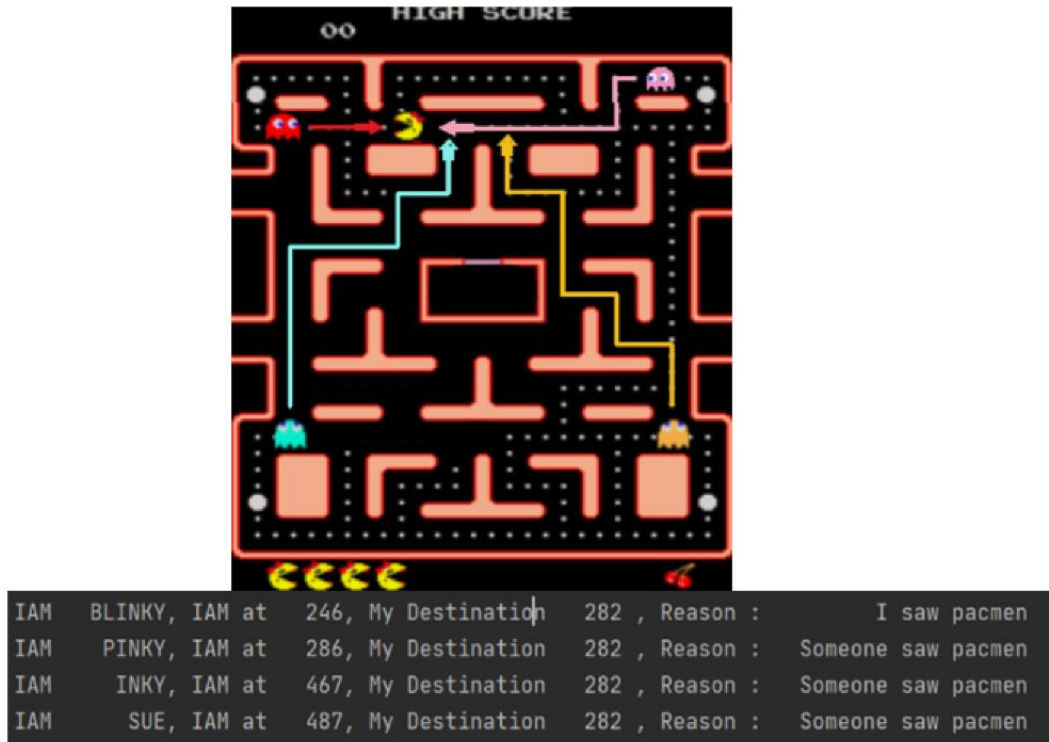 HIGH SCORE
00
IAM BLINKY, IAM at 246, My Destination 282 , Reason : I saw pacmen
IAM PINKY, IAM at 286, My Destination 282 , Reason : Someone saw pacmen
IAM INKY, IAM at 467, My Destination 282 , Reason : Someone saw pacmen
IAM SUE, IAM at 487, My Destination 282 , Reason : Someone saw pacmen